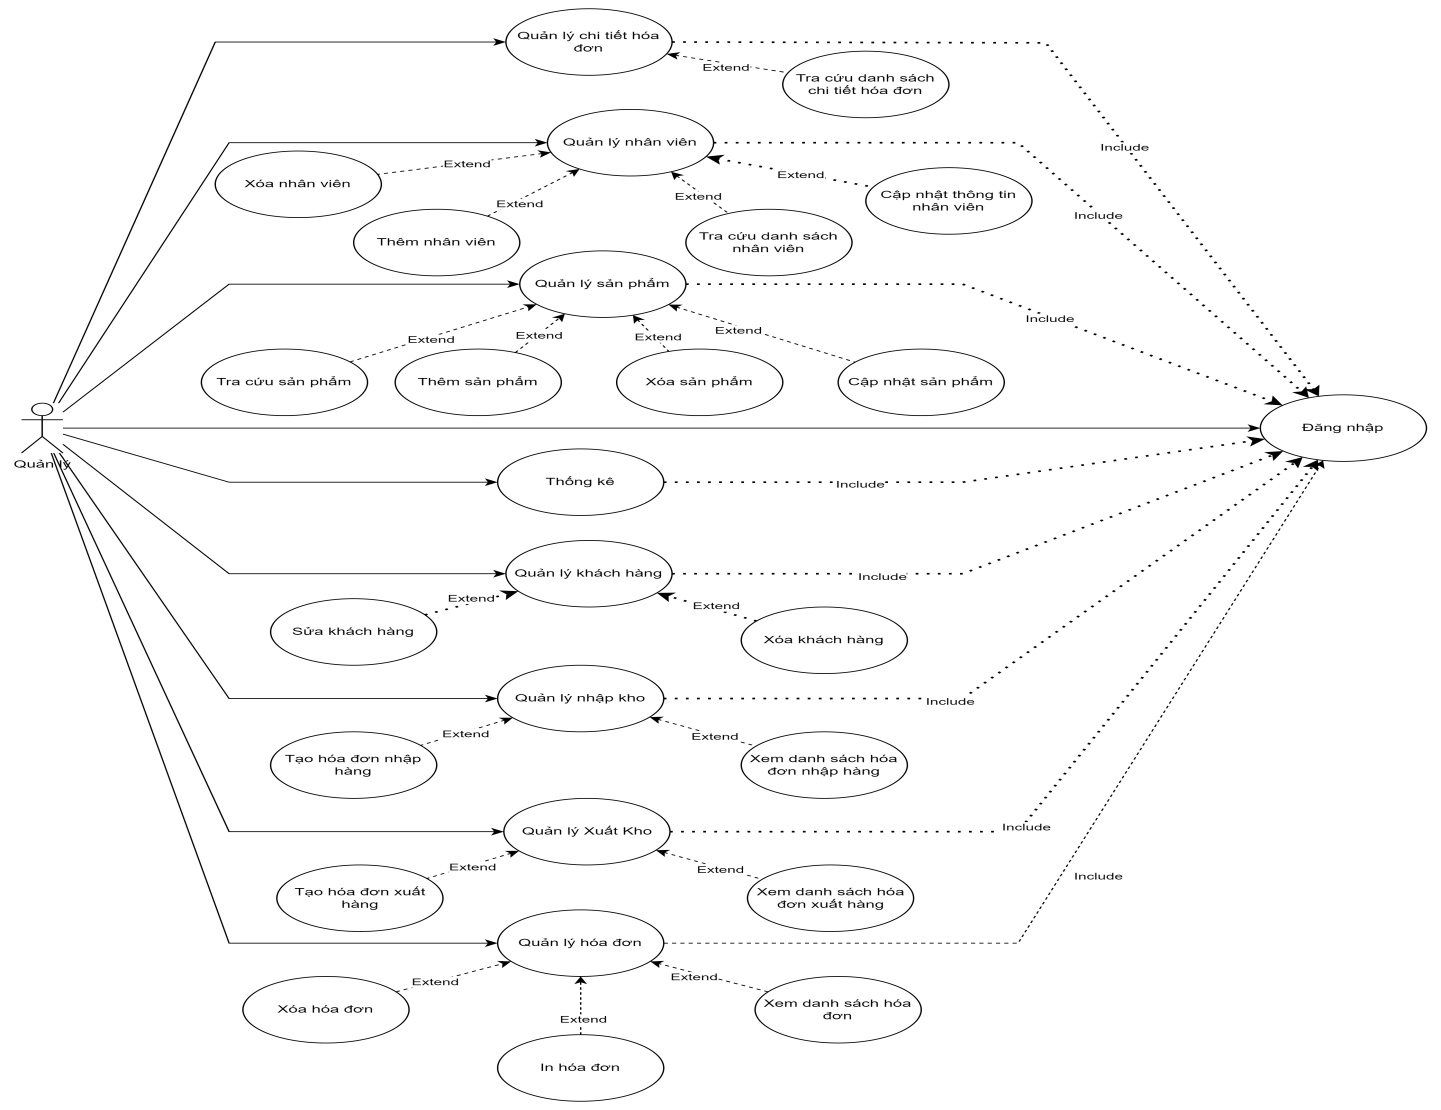 Quản lý chi tiết hóa
đơn
Extend
Tra cứu danh sách
chi tiết hóa đơn
Include
Quản lý nhân viên
Extend
Xóa nhân viên
Extend
Thêm nhân viên
Extend
Tra cứu danh sách
nhân viên
Extend
Cập nhật thông tin
nhân viên
Include
Quản lý sản phẩm
Include
Extend
Extend
Extend
Extend
Tra cứu sản phẩm
Thêm sản phẩm
Xóa sản phẩm
Cập nhật sản phẩm
Quản lý
Đăng nhập
Thống kê
Include
Quản lý khách hàng
Include
Extend
Extend
Sửa khách hàng
Xóa khách hàng
Quản lý nhập kho
Include
Extend
Extend
Tạo hóa đơn nhập
hàng
Xem danh sách hóa
đơn nhập hàng
Quản lý Xuất Kho
Include
Extend
Extend
Include
Tạo hóa đơn xuất
hàng
Xem danh sách hóa
đơn xuất hàng
Quản lý hóa đơn
Extend
Extend
Xóa hóa đơn
Extend
Xem danh sách hóa
đơn
In hóa đơn